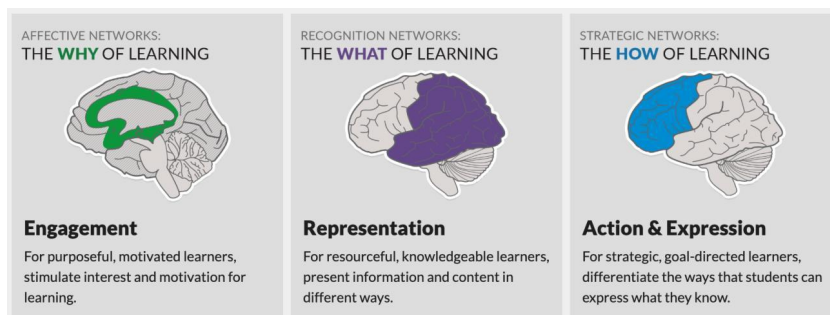 AFFECTIVE NETWORKS:
THE WHY OF LEARNING
Engagement
For purposeful, motivated learners,
stimulate interest and motivation for
learning.
RECOGNITION NETWORKS:
THE WHAT OF LEARNING
Representation
For resourceful, knowledgeable learners,
present information and content in
different ways.
STRATEGIC NETWORKS:
THE HOW OF LEARNING
Action & Expression
For strategic, goal-directed learners,
differentiate the ways that students can
express what they know.